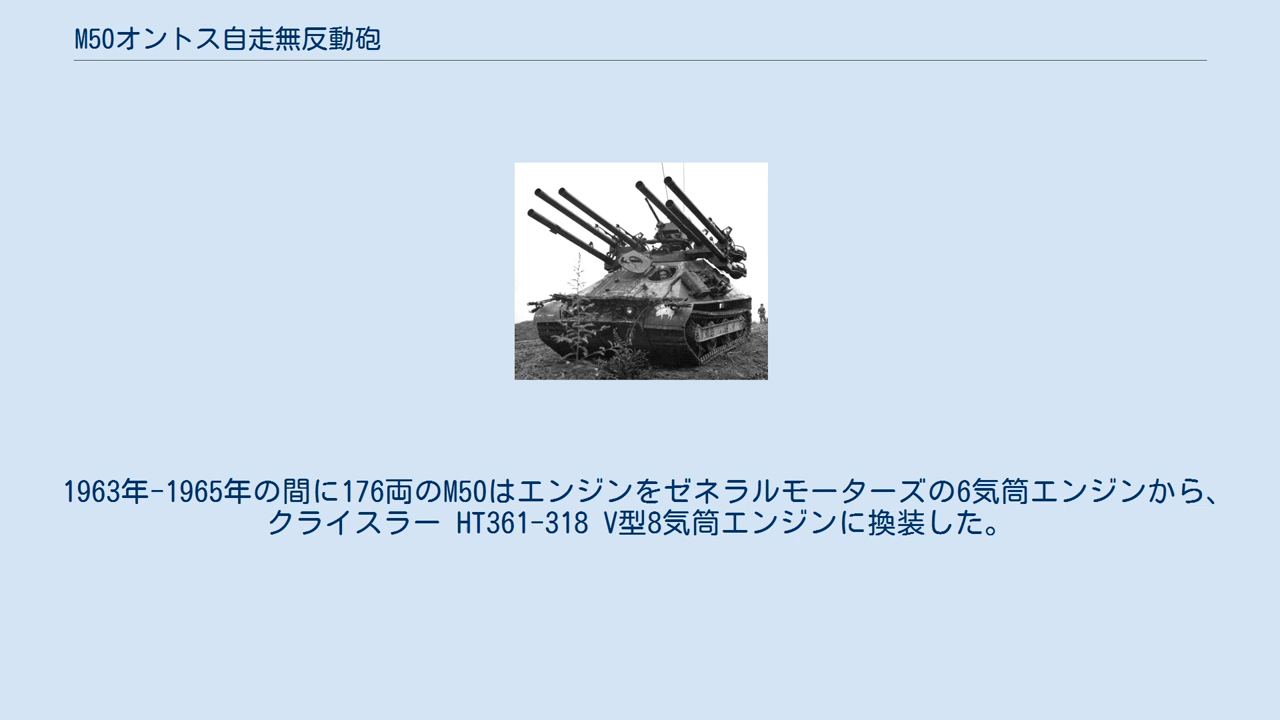 M50オントス自走無反動砲
1963年-1965年の間に176両のM50はエンジンをゼネラルモーターズの6気筒エンジンから、
クライスラー HT361-318 V型8気筒エンジンに換装した。